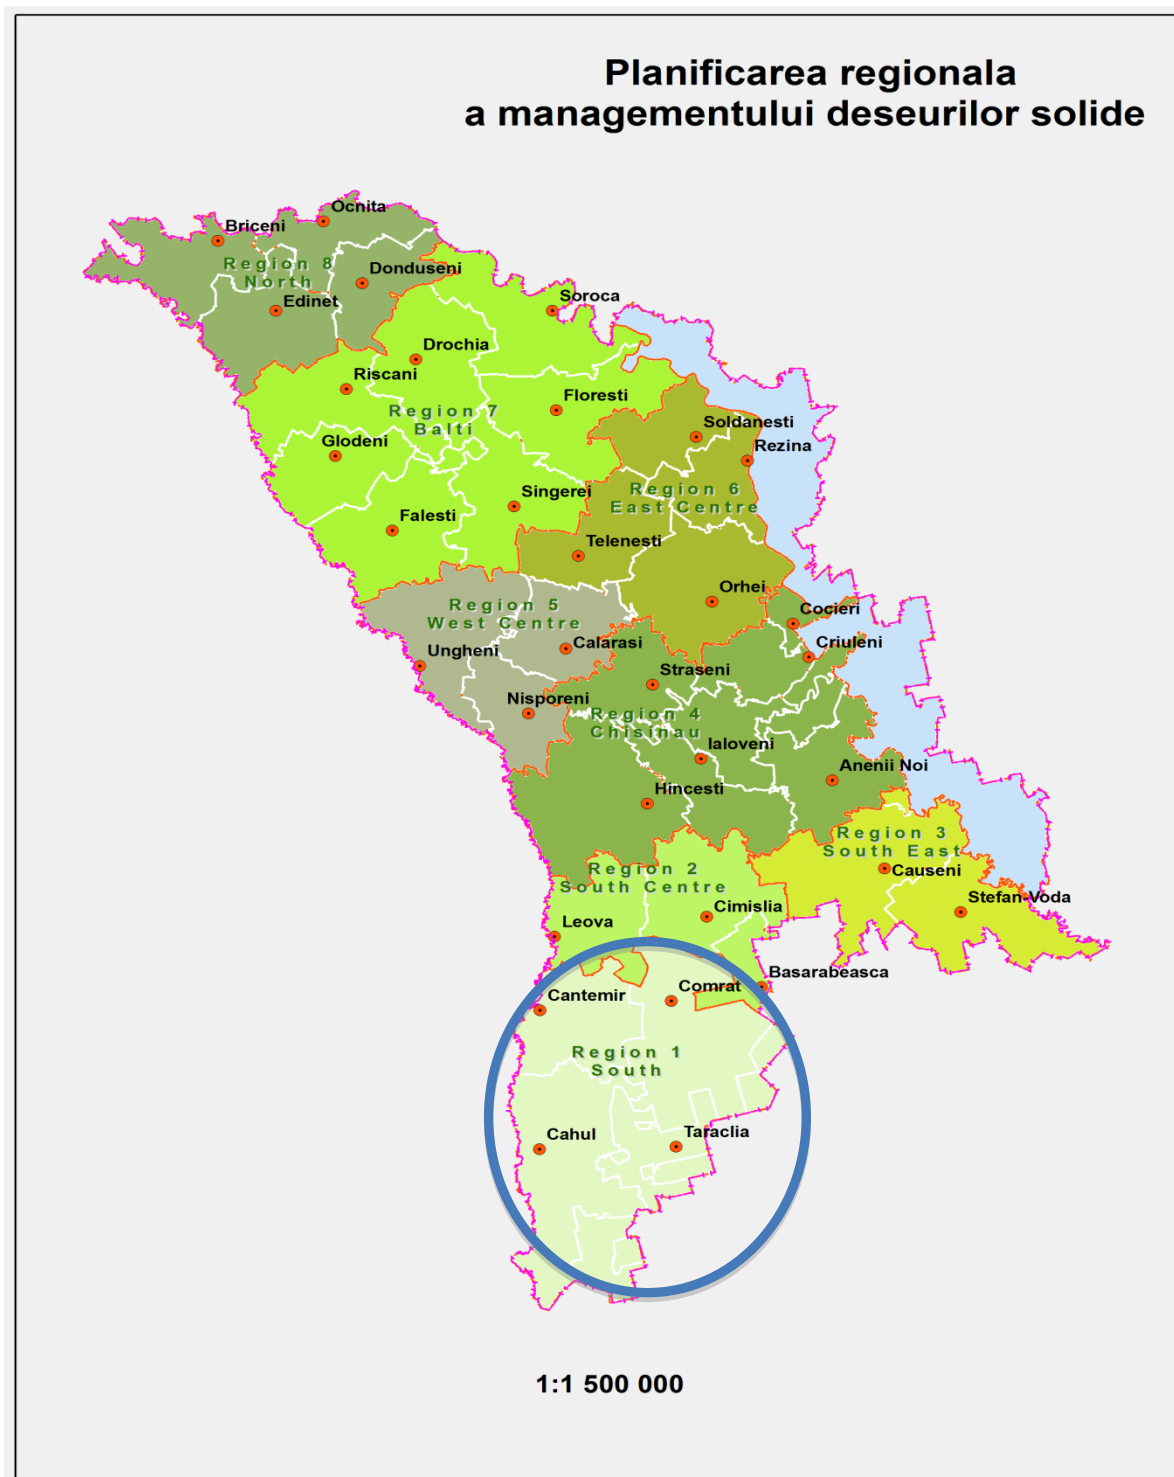 Planificarea regionala
a managementului deseurilor solide
Ocnita
Briceni
Region 8
North
Donduseni
Edinet
Soroca
Drochia
Riscani
Floresti
Region 7
Balti
Soldanesti
Glodeni
Rezina
Region 6
East Centre
Singerei
Falesti
Telenesti
Orhei
Region 5
West Centre
Cocieri
Calarasi
Criuleni
Ungheni
Straseni
Nisporeni
Region 4
Chisinau
Ialoveni
Anenii Noi
Hincesti
Region 3
South East
Region 2
South Centre
Causeni
Stefan-Voda
Cimislia
Leova
Basarabeasca
Comrat
Cantemir
Region 1
South
Cahul
Taraclia
1:1 500 000